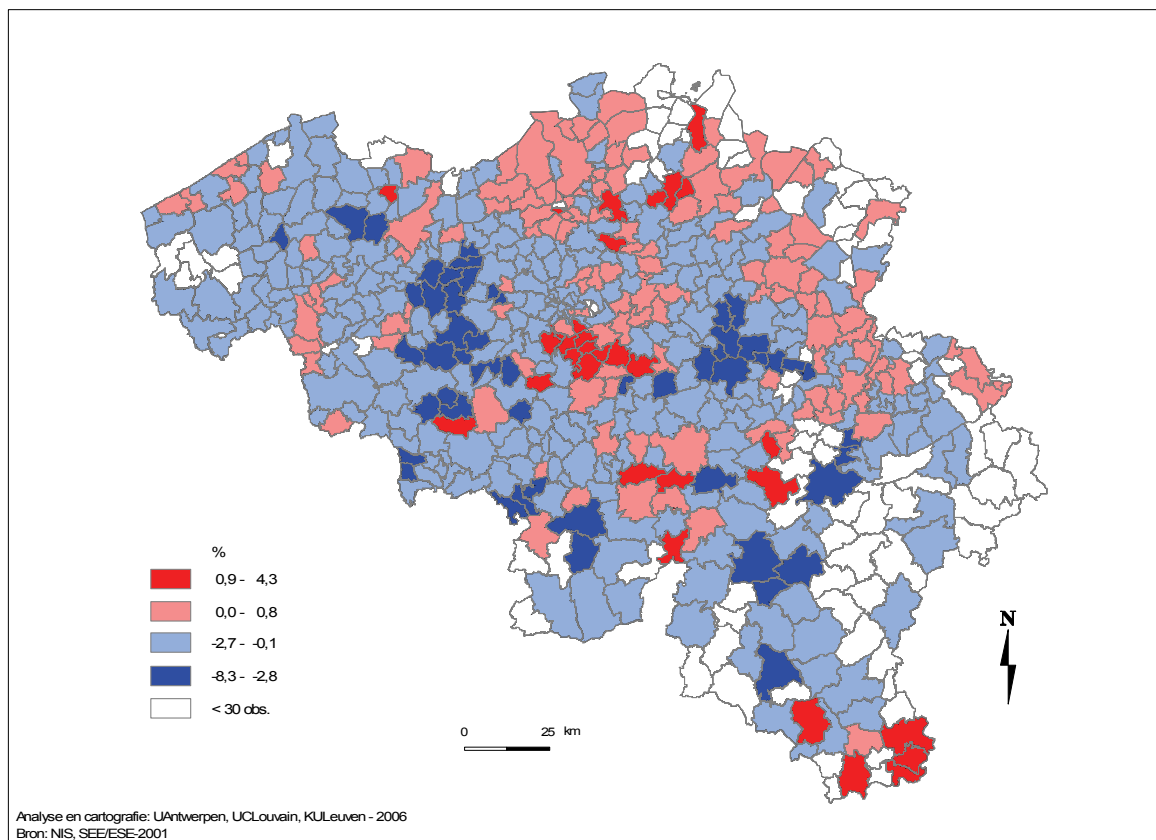 %
0,9 - 4,3
0,0 - 0,8
-2,7 - -0,1
-8,3 - -2,8
< 30 obs.
0 25 km
N
Analyse en cartografie: UAntwerpen, UCLouvain, KULeuven - 2006
Bron: NIS, SEE/ESE-2001